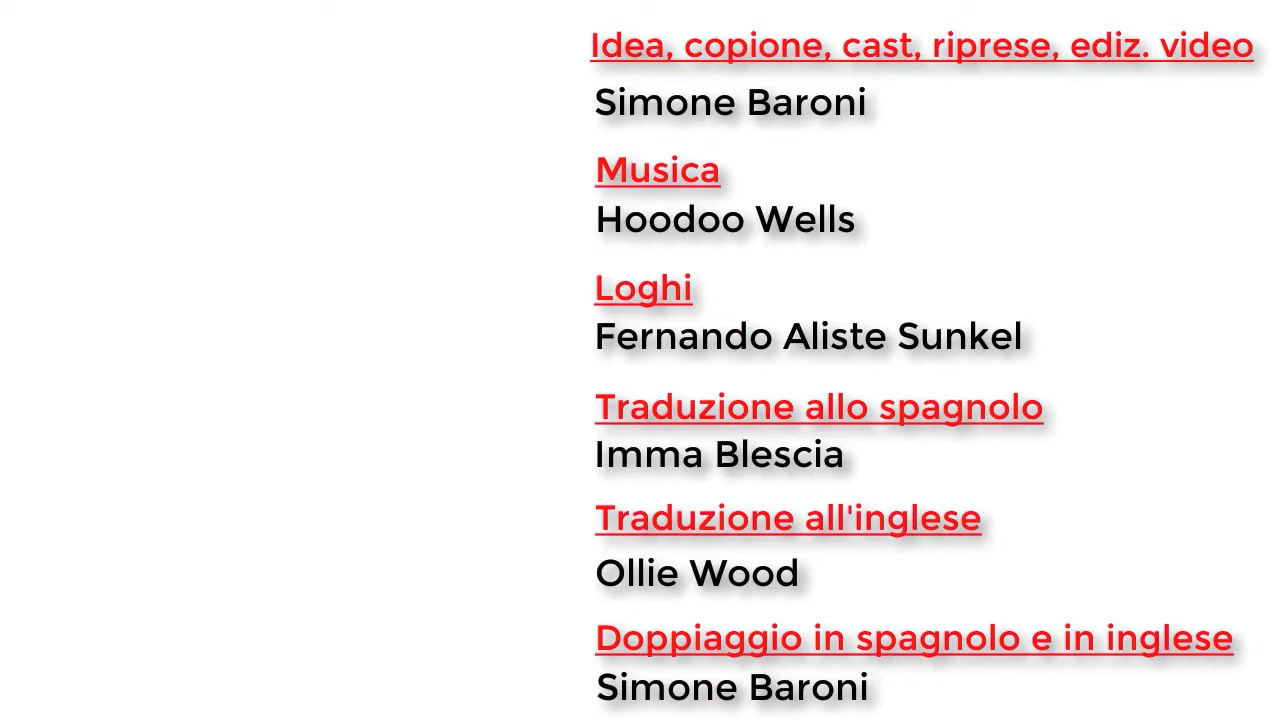 Idea, copione, cast, riprese, ediz. video
Simone Baroni
Musica
Hoodoo Wells
Loghi
Fernando Aliste Sunkel
Traduzione allo spagnolo
Imma Blescia
Traduzione all'inglese
Ollie Wood
Doppiaggio in spagnolo e in inglese
Simone Baroni